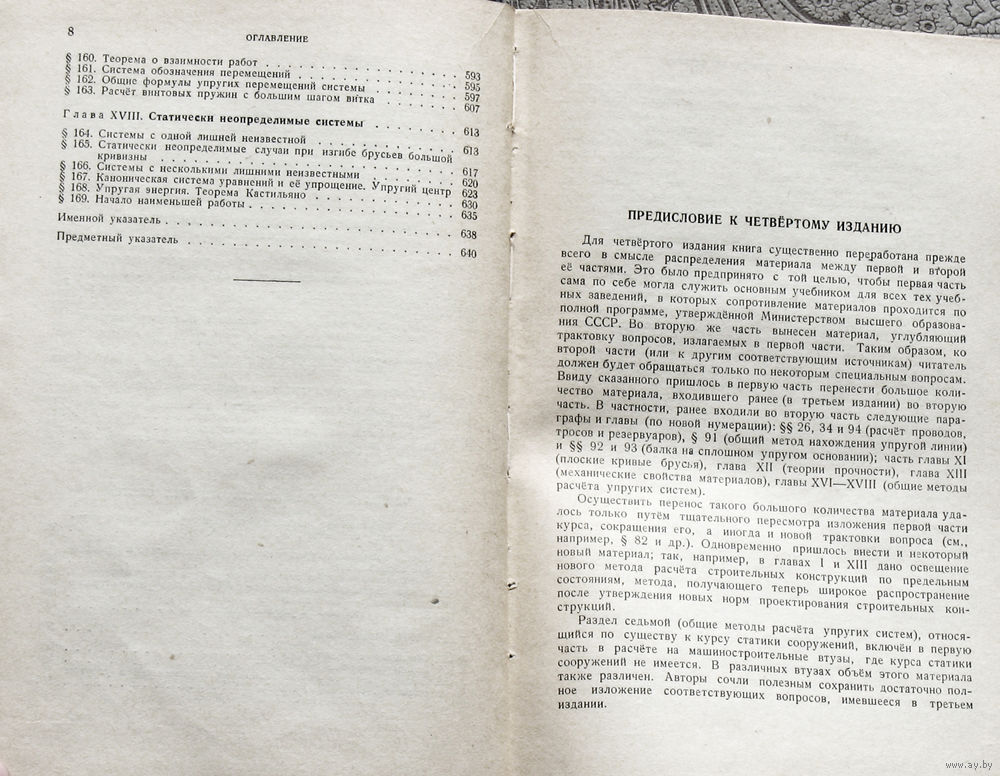 8
ОГЛАВЛЕНИЕ
§ 160. Теорема о взаимности работ . . . . . . . . . . . . . . . . . . 593
§ 161. Система обозначения перемещений . . . . . . . . . . . . . . . 595
§ 162. Общие формулы упругих перемещений системы . . . . . . . . 597
§ 163. Расчёт винтовых пружин с большим шагом витка . . . . . . . 607
Глава XVIII. Статически неопределимые системы . . . . . . . . 613
§ 164. Системы с одной лишней неизвестной . . . . . . . . . . . . . 613
§ 165. Статически неопределимые случаи при изгибе брусьев большой
кривизны . . . . . . . . . . . . . . . . . . . . . . . . . . . 617
§ 166. Системы с несколькими лишними неизвестными . . . . . . . . 620
§ 167. Каноническая система уравнений и её упрощение. Упругий центр 623
§ 168. Упругая энергия. Теорема Кастильяно . . . . . . . . . . . . 630
§ 169. Начало наименьшей работы . . . . . . . . . . . . . . . . . . 635
Именной указатель . . . . . . . . . . . . . . . . . . . . . . . . 638
Предметный указатель . . . . . . . . . . . . . . . . . . . . . . 640
ПРЕДИСЛОВИЕ К ЧЕТВЁРТОМУ ИЗДАНИЮ
Для четвёртого издания книга существенно переработана прежде
всего в смысле распределения материала между первой и второй
её частями. Это было предпринято с той целью, чтобы первая часть
сама по себе могла служить основным учебником для всех тех учеб-
ных заведений, в которых сопротивление материалов проходится по
полной программе, утверждённой Министерством высшего образова-
ния СССР. Во вторую же часть вынесен материал, углубляющий
трактовку вопросов, излагаемых в первой части. Таким образом, ко
второй части (или к другим соответствующим источникам) читатель
должен будет обращаться только по некоторым специальным вопросам.
Ввиду сказанного пришлось в первую часть перенести большое коли-
чество материала, входившего ранее (в третьем издании) во вторую
часть. В частности, ранее входили во вторую часть следующие пара-
графы и главы (по новой нумерации): §§ 26, 34 и 94 (расчёт проводов,
тросов и резервуаров), § 91 (общий метод нахождения упругой линии)
и §§ 92 и 93 (балка на сплошном упругом основании); часть главы XI
(плоские кривые брусья), глава XII (теории прочности), глава XIII
(механические свойства материалов), главы XVI—XVIII (общие методы
расчёта упругих систем).
Осуществить перенос такого большого количества материала уда-
лось только путём тщательного пересмотра изложения первой части
курса, сокращения его, а иногда и новой трактовки вопроса (см.,
например, § 82 и др.). Одновременно пришлось внести и некоторый
новый материал; так, например, в главах I и XIII дано освещение
нового метода расчёта строительных конструкций по предельным
состояниям, метода, получающего теперь широкое распространение
после утверждения новых норм проектирования строительных кон-
струкций.
Раздел седьмой (общие методы расчёта упругих систем), относя-
щийся по существу к курсу статики сооружений, включён в первую
часть в расчёте на машиностроительные втузы, где курса статики
сооружений не имеется. В различных втузах объём этого материала
также различен. Авторы сочли полезным сохранить достаточно пол-
ное изложение соответствующих вопросов, имевшееся в третьем
издании.
www.ay.by